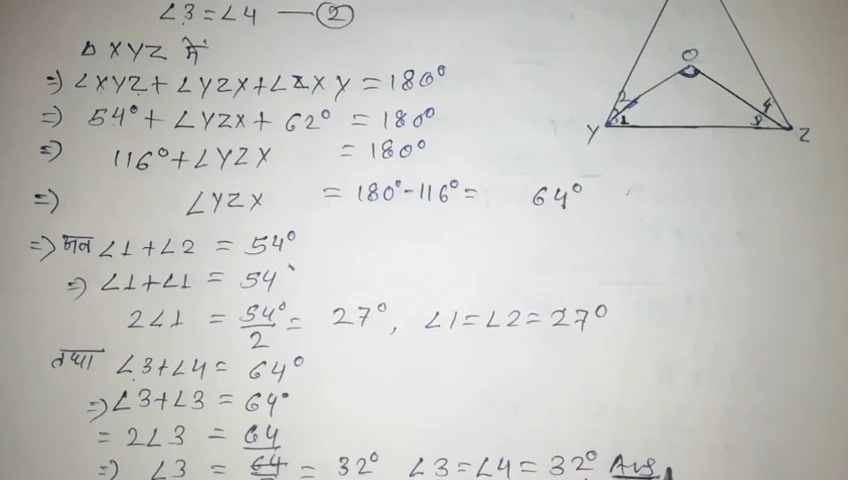 ∠3 = ∠4 — ②
Δ XYZ में
⇒ ∠XYZ + ∠YZX + ∠ZXY = 180°
⇒ 54° + ∠YZX + 62° = 180°
⇒ 116° + ∠YZX = 180°
⇒ ∠YZX = 180° - 116° = 64°
⇒ अब ∠1 + ∠2 = 54°
⇒ ∠1 + ∠1 = 54
2∠1 = 54°/2 = 27°, ∠1 = ∠2 = 27°
तथा ∠3 + ∠4 = 64°
⇒ ∠3 + ∠3 = 64°
= 2∠3 = 64
⇒ ∠3 = 64 = 32° ∠3 = ∠4 = 32° Ans
O
2
4
1
3
Y
Z